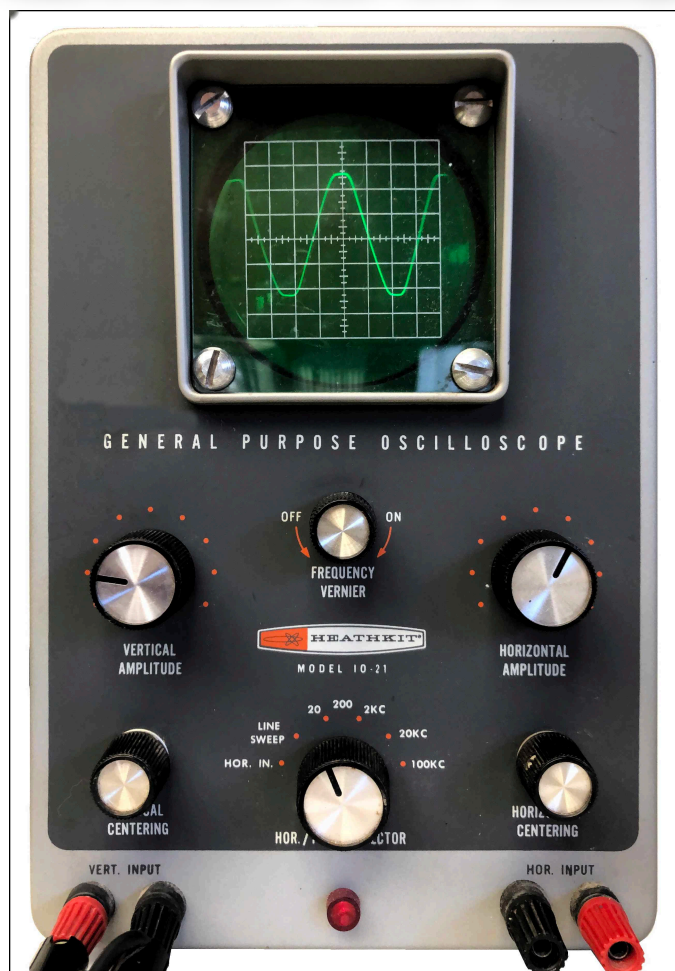 GENERAL PURPOSE OSCILLOSCOPE
OFF ON
FREQUENCY
VERNIER
VERTICAL
AMPLITUDE
HEATHKIT®
MODEL IO-21
HORIZONTAL
AMPLITUDE
20 200 2KC
LINE
SWEEP
20KC
HOR. IN.
100KC
CENTERING
HOR./
CENTERING
VERT. INPUT
HOR. INPUT